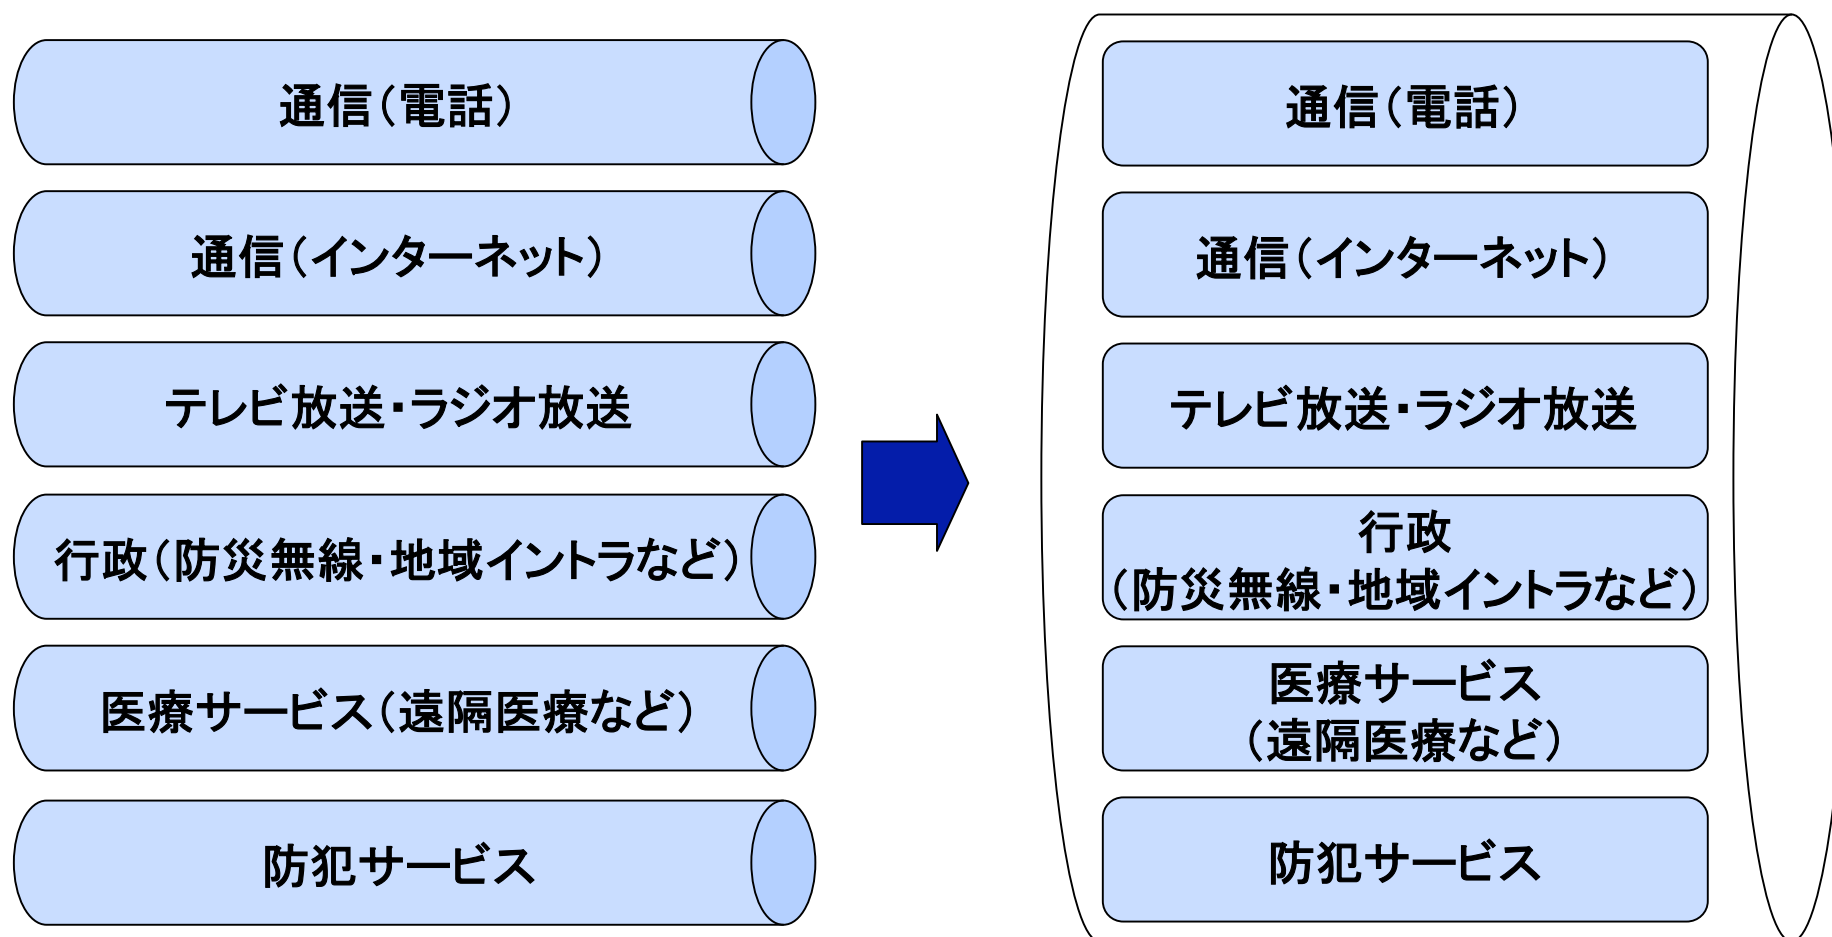 通信(電話)
通信(インターネット)
テレビ放送・ラジオ放送
行政(防災無線・地域イントラなど)
医療サービス(遠隔医療など)
防犯サービス
通信(電話)
通信(インターネット)
テレビ放送・ラジオ放送
行政
(防災無線・地域イントラなど)
医療サービス
(遠隔医療など)
防犯サービス